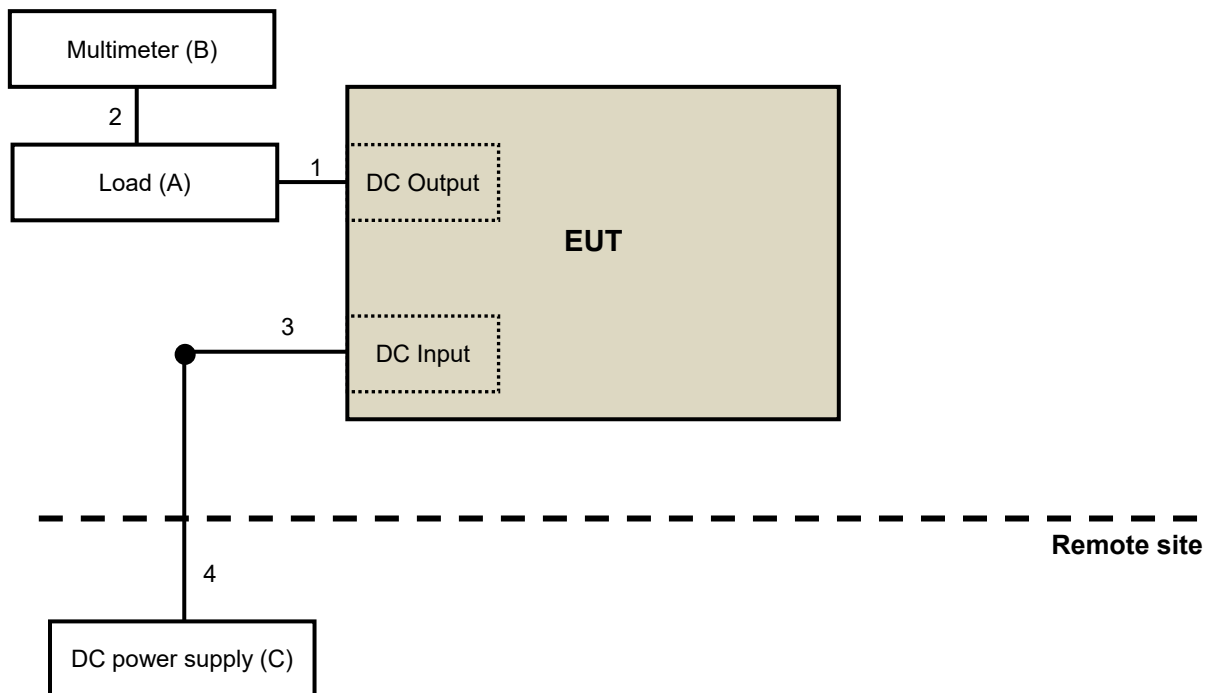 Multimeter (B)
2
Load (A)
1
DC Output
EUT
3
DC Input
Remote site
4
DC power supply (C)